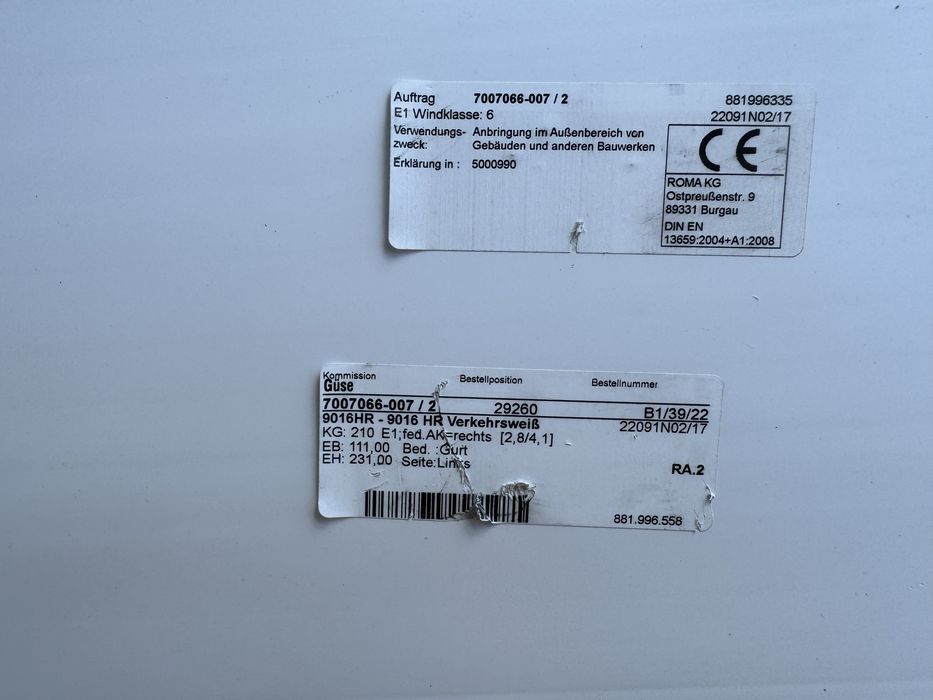 Auftrag 7007066-007 / 2 881996335
E1 Windklasse: 6 22091N02/17
Verwendungs- Anbringung im Außenbereich von
zweck: Gebäuden und anderen Bauwerken
Erklärung in : 5000990
CE
ROMA KG
Ostpreußenstr. 9
89331 Burgau
DIN EN
13659:2004+A1:2008
Kommission Bestellposition Bestellnummer
Güse
7007066-007 / 2 29260 B1/39/22
9016HR - 9016 HR Verkehrsweiß 22091N02/17
KG: 210 E1;fed.AK=rechts [2,8/4,1]
EB: 111,00 Bed. :Gurt
EH: 231,00 Seite:Links
RA.2
881.996.558